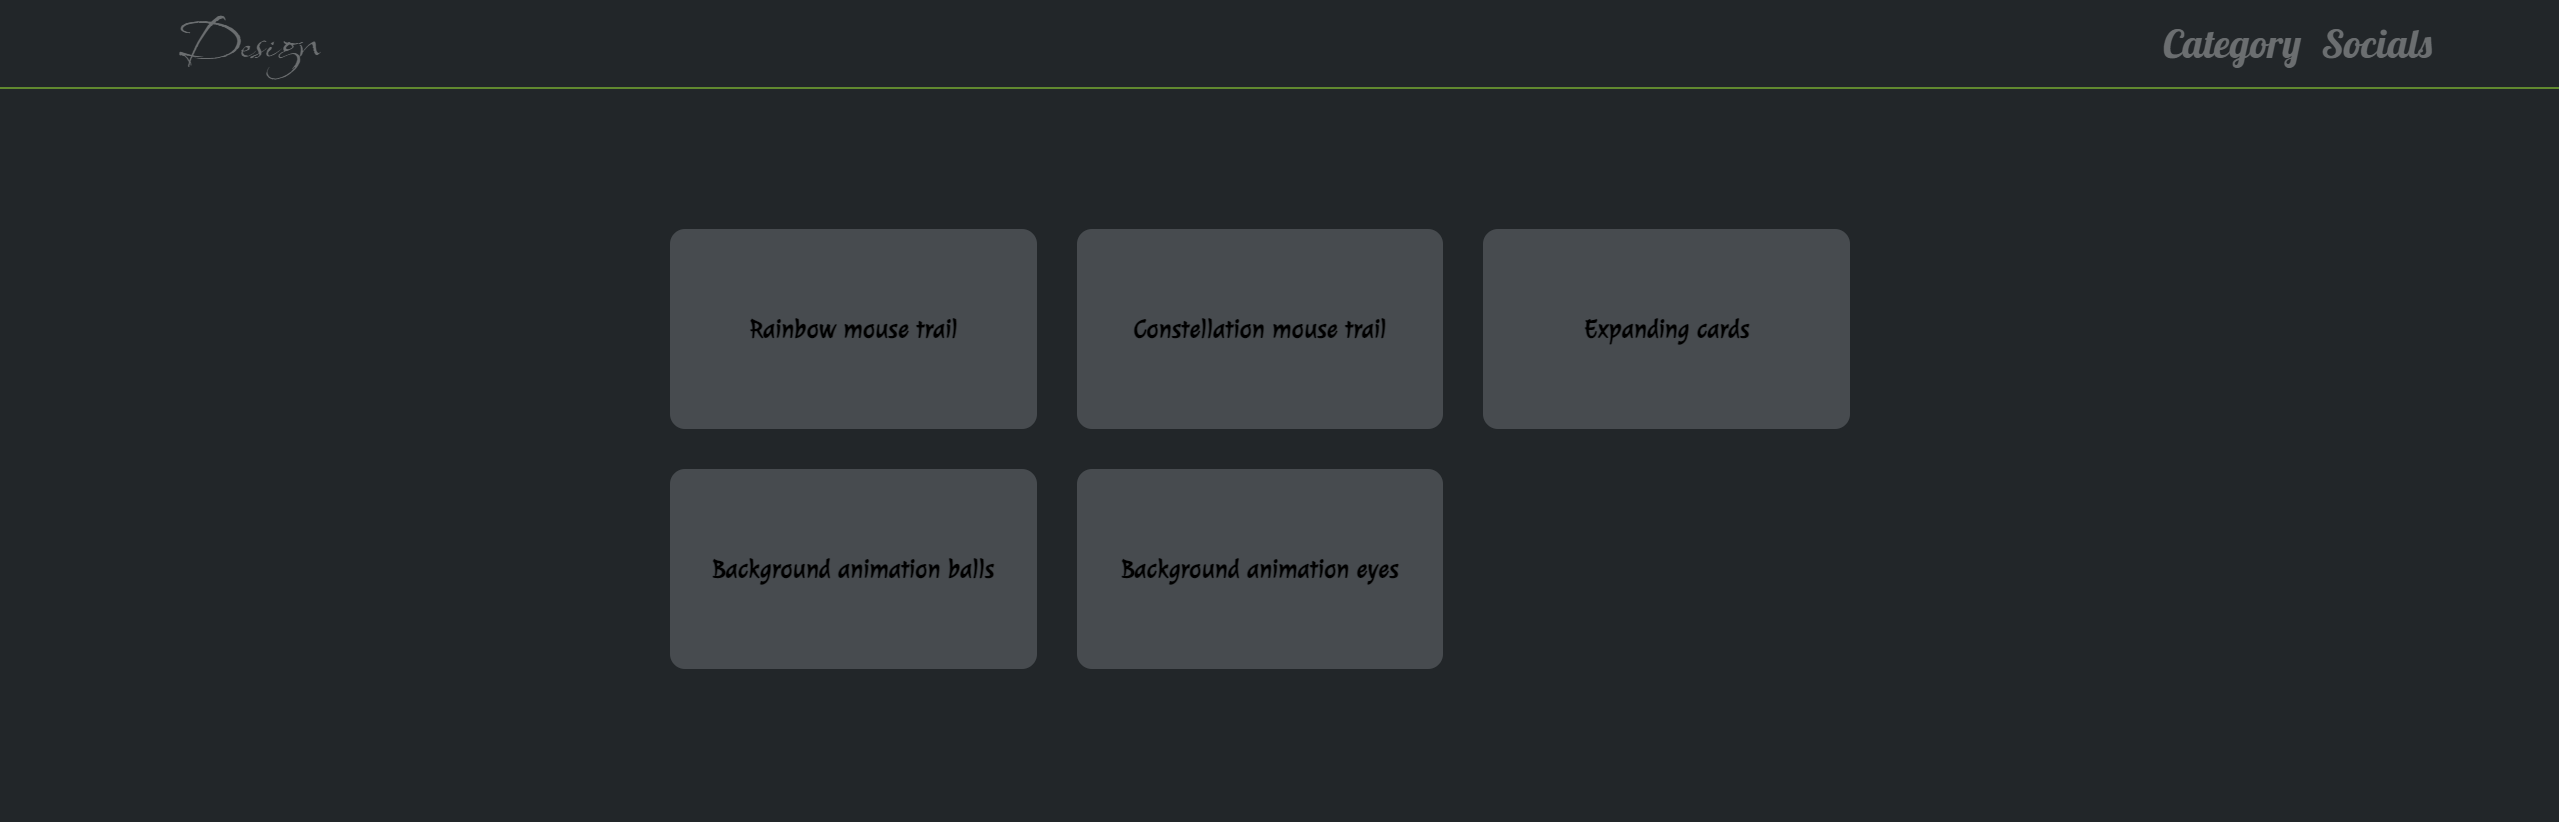 Design
Category Socials
Rainbow mouse trail
Constellation mouse trail
Expanding cards
Background animation balls
Background animation eyes